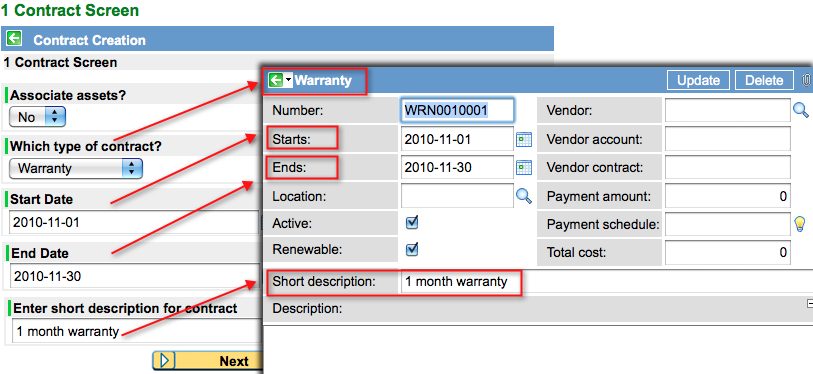 1 Contract Screen
Contract Creation
1 Contract Screen
Associate assets?
No
Which type of contract?
Warranty
Start Date
2010-11-01
End Date
2010-11-30
Enter short description for contract
1 month warranty
Next
Warranty
Update Delete
Number: WRN0010001 Vendor:
Starts: 2010-11-01 Vendor account:
Ends: 2010-11-30 Vendor contract:
Location: Payment amount: 0
Active: Payment schedule:
Renewable: Total cost: 0
Short description: 1 month warranty
Description: